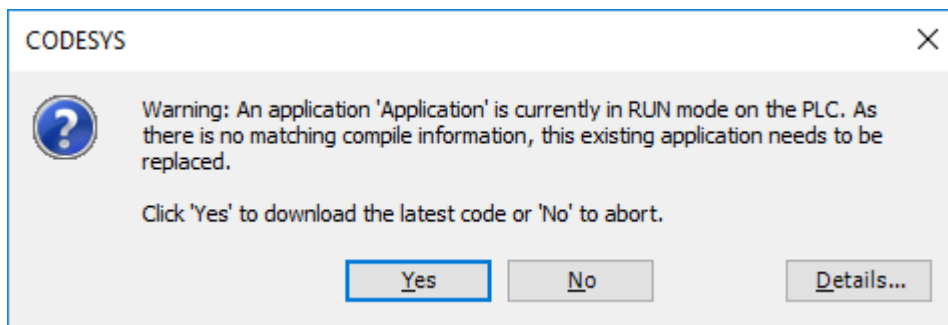 CODESYS
Warning: An application 'Application' is currently in RUN mode on the PLC. As
there is no matching compile information, this existing application needs to be
replaced.
Click 'Yes' to download the latest code or 'No' to abort.
Yes No Details...